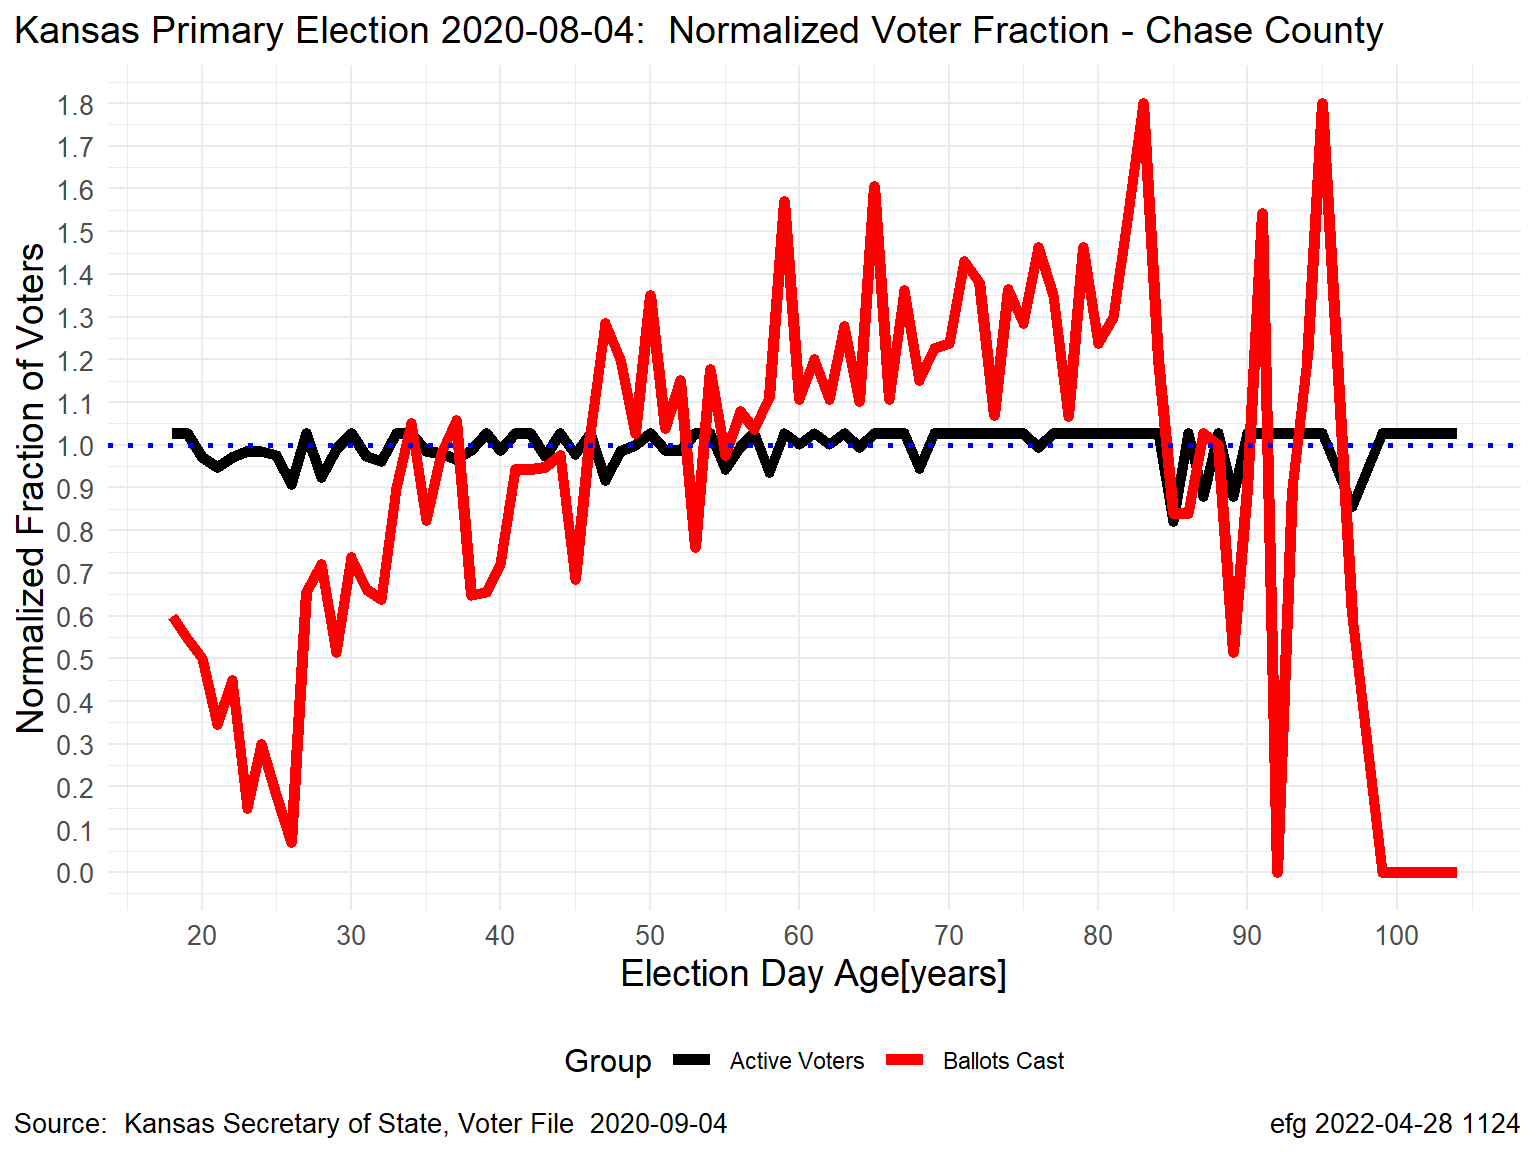 Kansas Primary Election 2020-08-04:  Normalized Voter Fraction - Chase County
Normalized Fraction of Voters
1.8
1.7
1.6
1.5
1.4
1.3
1.2
1.1
1.0
0.9
0.8
0.7
0.6
0.5
0.4
0.3
0.2
0.1
0.0
20 30 40 50 60 70 80 90 100
Election Day Age[years]
Group Active Voters Ballots Cast
Source:  Kansas Secretary of State, Voter File  2020-09-04
efg 2022-04-28 1124